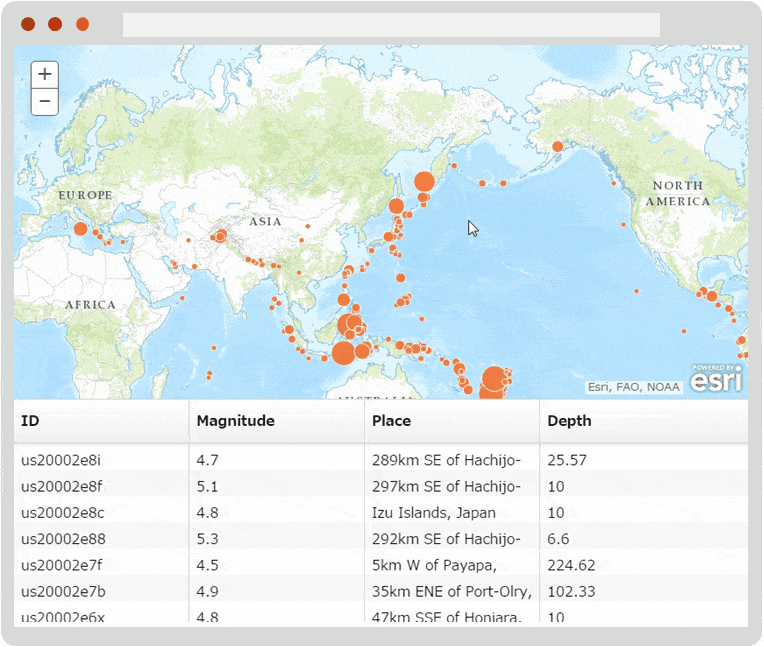 +
−
EUROPE
ASIA
NORTH
AMERICA
AFRICA
AUSTRALIA
POWERED BY
esri
Esri, FAO, NOAA
ID Magnitude Place Depth
us20002e8i 4.7 289km SE of Hachijo- 25.57
us20002e8f 5.1 297km SE of Hachijo- 10
us20002e8c 4.8 Izu Islands, Japan 10
us20002e88 5.3 292km SE of Hachijo- 6.6
us20002e7f 4.5 5km W of Payapa, 224.62
us20002e7b 4.9 35km ENE of Port-Olry, 102.33
us20002e6x 4.8 47km SSE of Honiara, 10